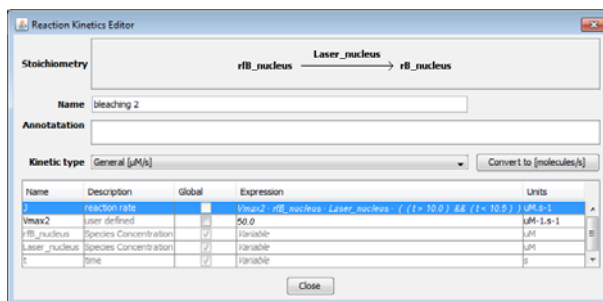 Reaction Kinetics Editor
Stoichiometry
Laser_nucleus
rfB_nucleus rB_nucleus
Name bleaching 2
Annotatation
Kinetic type General [µM/s] Convert to [molecules/s]
Name Description Global Expression Units
J reaction rate Vmax2 · rfB_nucleus · Laser_nucleus · ( ( t > 10.0 ) && ( t < 10.5 ) ) uM.s-1
Vmax2 user defined 50.0 uM-1.s-1
rfB_nucleus Species Concentration Variable uM
Laser_nucleus Species Concentration Variable uM
t time Variable s
Close